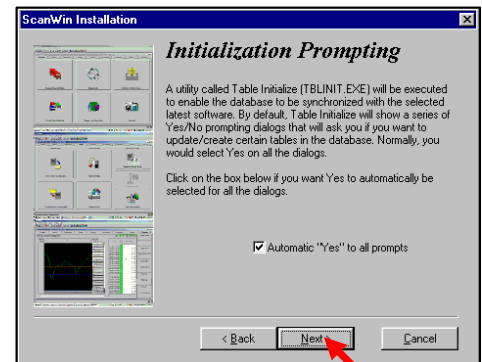 ScanWin Installation
Initialization Prompting
A utility called Table Initialize (TBLINIT.EXE) will be executed
to enable the database to be synchronized with the selected
latest software. By default, Table Initialize will show a series of
Yes/No prompting dialogs that will ask you if you want to
update/create certain tables in the database. Normally, you
would select Yes on all the dialogs.
Click on the box below if you want Yes to automatically be
selected for all the dialogs.
Automatic "Yes" to all prompts
< Back
Next >
Cancel